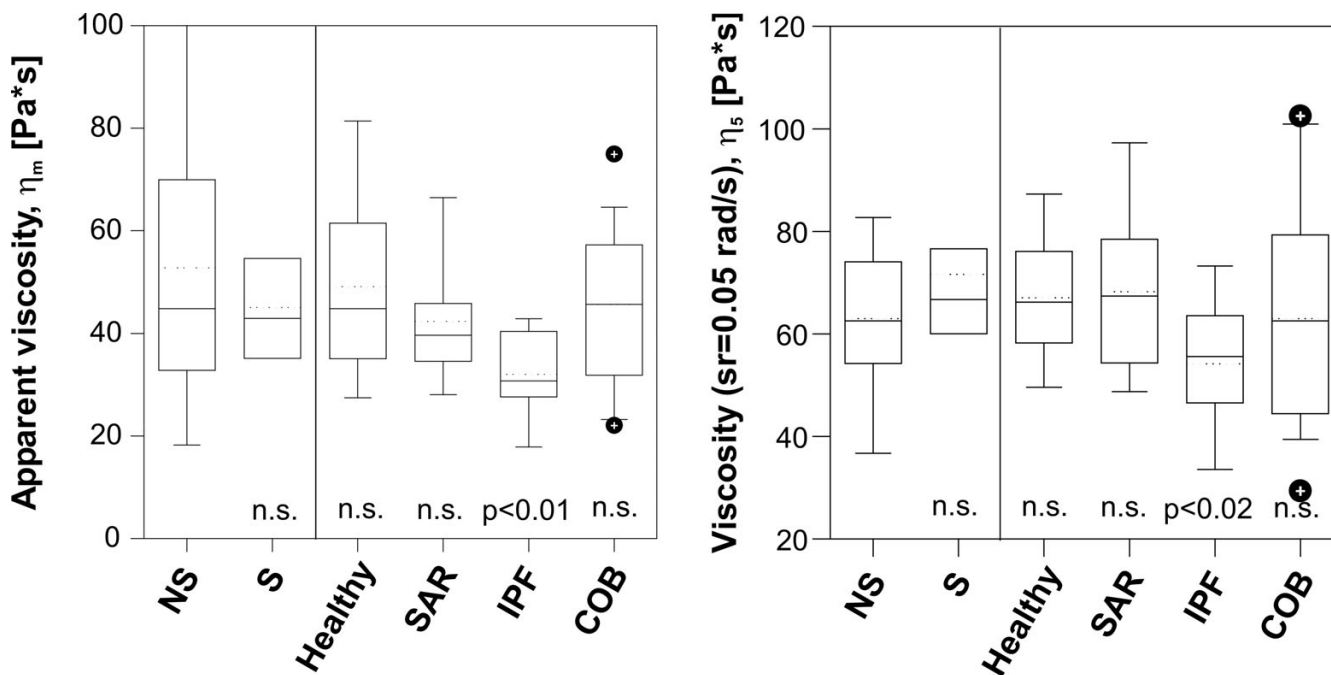 Apparent viscosity, ηm [Pa*s]
100
80
60
40
20
0
n.s.
n.s.
n.s.
p<0.01
n.s.
NS
S
Healthy
SAR
IPF
COB
Viscosity (sr=0.05 rad/s), η5 [Pa*s]
120
100
80
60
40
20
n.s.
n.s.
n.s.
p<0.02
n.s.
NS
S
Healthy
SAR
IPF
COB